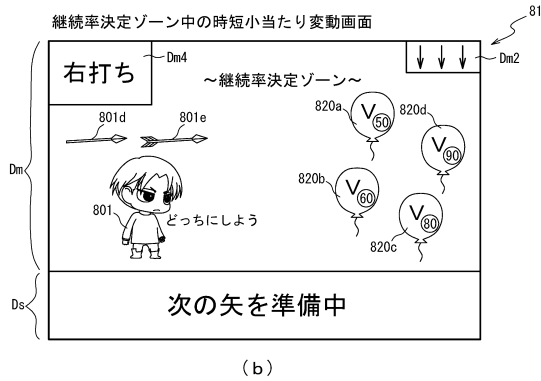 継続率決定ゾーン中の時短小当たり変動画面
81
右打ち
Dm4
Dm2
～継続率決定ゾーン～
801d
801e
820a
V 50
820d
V 90
Dm
801
どっちにしよう
820b
V 60
V 80
820c
Ds
次の矢を準備中
(b)